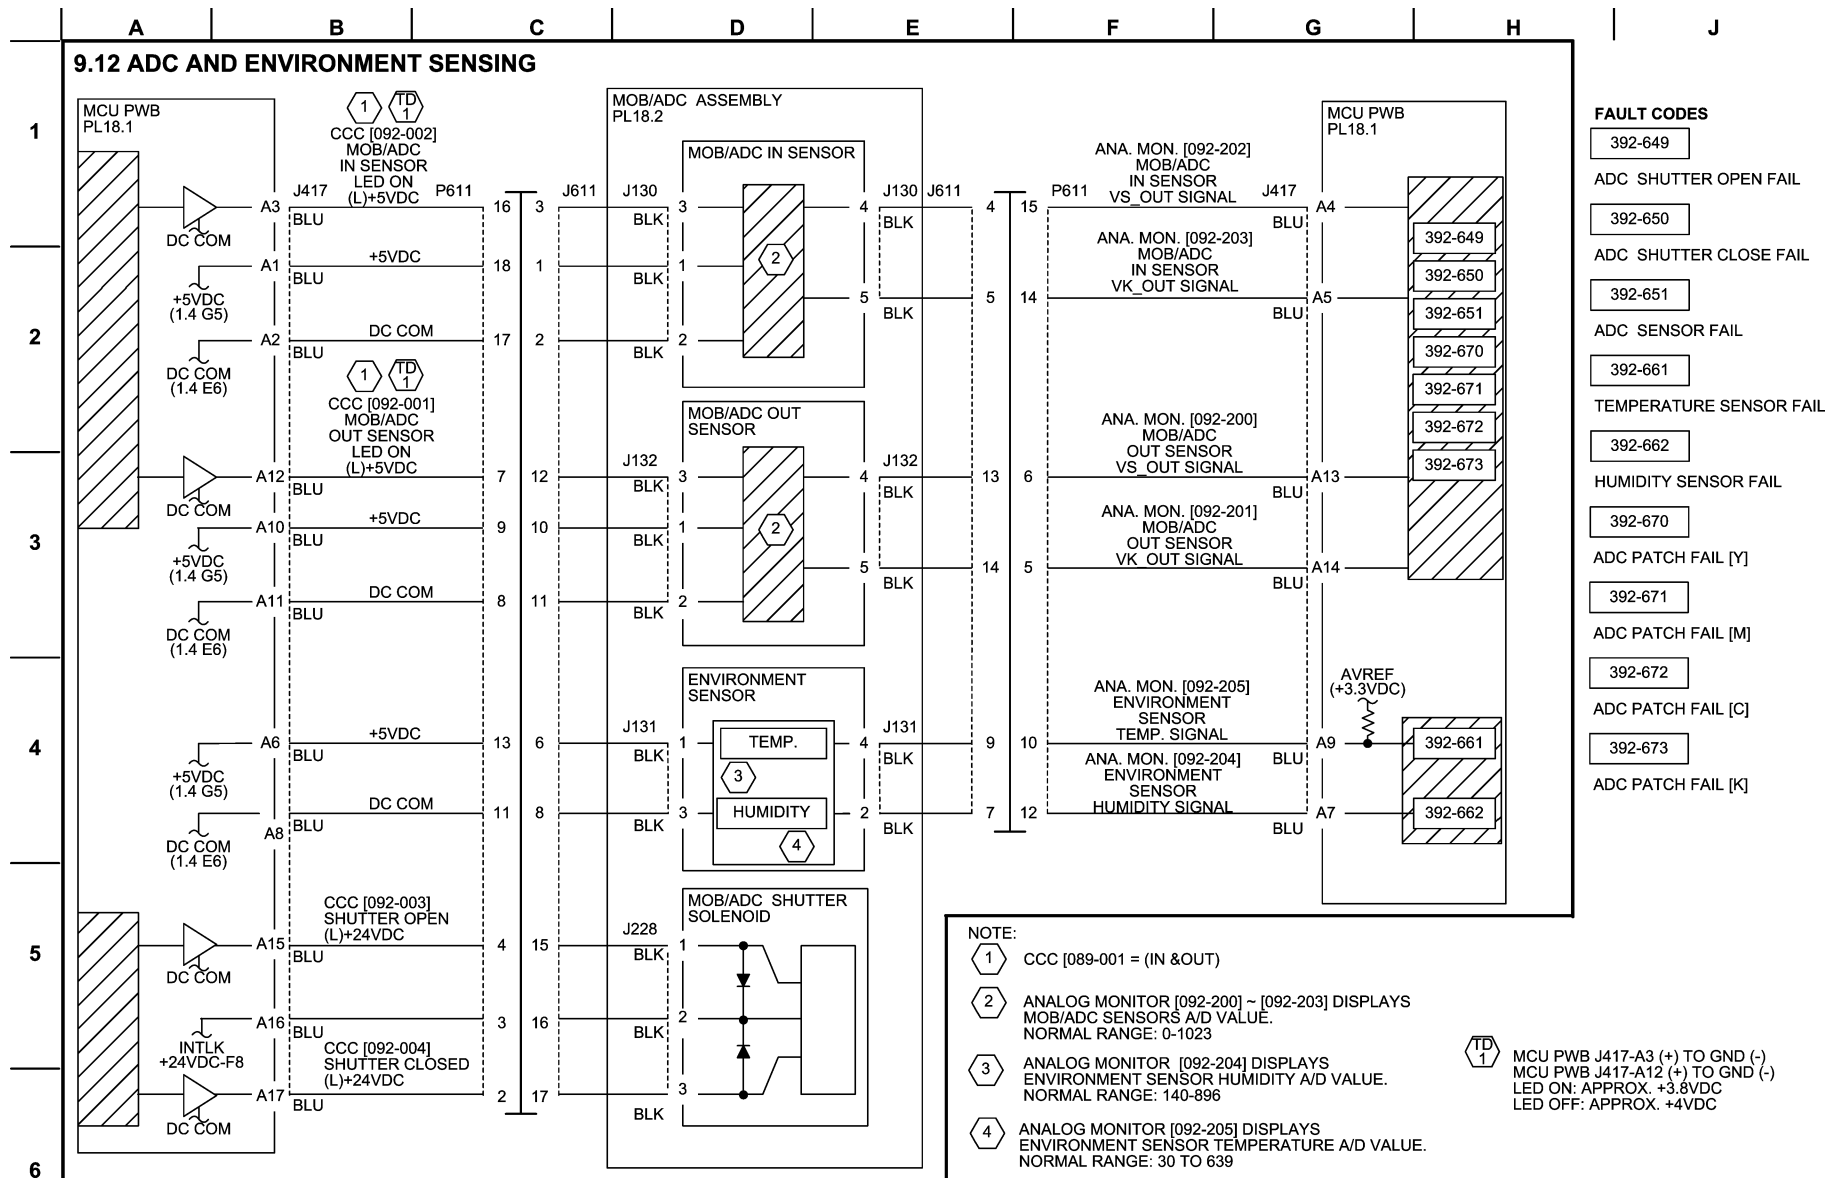 A B C D E F G H J
9.12 ADC AND ENVIRONMENT SENSING
1
2
3
4
5
6
MCU PWB
PL18.1
1
TD
1
CCC [092-002]
MOB/ADC
IN SENSOR
LED ON
(L)+5VDC
J417
P611
A3
BLU
16
DC COM
A1
BLU
+5VDC
18
+5VDC
(1.4 G5)
A2
BLU
DC COM
17
DC COM
(1.4 E6)
1
TD
1
CCC [092-001]
MOB/ADC
OUT SENSOR
LED ON
(L)+5VDC
A12
BLU
7
DC COM
A10
BLU
+5VDC
9
+5VDC
(1.4 G5)
A11
BLU
DC COM
8
DC COM
(1.4 E6)
A6
BLU
+5VDC
13
+5VDC
(1.4 G5)
A8
BLU
DC COM
11
DC COM
(1.4 E6)
CCC [092-003]
SHUTTER OPEN
(L)+24VDC
A15
BLU
4
DC COM
A16
BLU
3
INTLK
+24VDC-F8
CCC [092-004]
SHUTTER CLOSED
(L)+24VDC
A17
BLU
2
DC COM
MOB/ADC ASSEMBLY
PL18.2
MOB/ADC IN SENSOR
J611
J130
3
BLK
3
4
J130
J611
BLK
4
1
BLK
1
2
5
BLK
5
2
BLK
2
MOB/ADC OUT
SENSOR
J132
12
BLK
3
4
J132
BLK
13
10
BLK
1
2
5
BLK
14
11
BLK
2
ENVIRONMENT
SENSOR
J131
6
BLK
1
TEMP.
4
J131
BLK
9
3
8
BLK
3
HUMIDITY
2
BLK
7
4
MOB/ADC SHUTTER
SOLENOID
J228
15
BLK
1
16
BLK
2
17
BLK
3
ANA. MON. [092-202]
MOB/ADC
IN SENSOR
VS_OUT SIGNAL
P611
J417
15
BLU
A4
ANA. MON. [092-203]
MOB/ADC
IN SENSOR
VK_OUT SIGNAL
14
BLU
A5
ANA. MON. [092-200]
MOB/ADC
OUT SENSOR
VS_OUT SIGNAL
6
BLU
A13
ANA. MON. [092-201]
MOB/ADC
OUT SENSOR
VK_OUT SIGNAL
5
BLU
A14
ANA. MON. [092-205]
ENVIRONMENT
SENSOR
TEMP. SIGNAL
10
BLU
A9
ANA. MON. [092-204]
ENVIRONMENT
SENSOR
HUMIDITY SIGNAL
12
BLU
A7
MCU PWB
PL18.1
392-649
392-650
392-651
392-670
392-671
392-672
392-673
AVREF
(+3.3VDC)
392-661
392-662
FAULT CODES
392-649
ADC SHUTTER OPEN FAIL
392-650
ADC SHUTTER CLOSE FAIL
392-651
ADC SENSOR FAIL
392-661
TEMPERATURE SENSOR FAIL
392-662
HUMIDITY SENSOR FAIL
392-670
ADC PATCH FAIL [Y]
392-671
ADC PATCH FAIL [M]
392-672
ADC PATCH FAIL [C]
392-673
ADC PATCH FAIL [K]
NOTE:
1 CCC [089-001 = (IN &OUT)
2 ANALOG MONITOR [092-200] ~ [092-203] DISPLAYS
MOB/ADC SENSORS A/D VALUE.
NORMAL RANGE: 0-1023
3 ANALOG MONITOR [092-204] DISPLAYS
ENVIRONMENT SENSOR HUMIDITY A/D VALUE.
NORMAL RANGE: 140-896
4 ANALOG MONITOR [092-205] DISPLAYS
ENVIRONMENT SENSOR TEMPERATURE A/D VALUE.
NORMAL RANGE: 30 TO 639
TD
1
MCU PWB J417-A3 (+) TO GND (-)
MCU PWB J417-A12 (+) TO GND (-)
LED ON: APPROX. +3.8VDC
LED OFF: APPROX. +4VDC